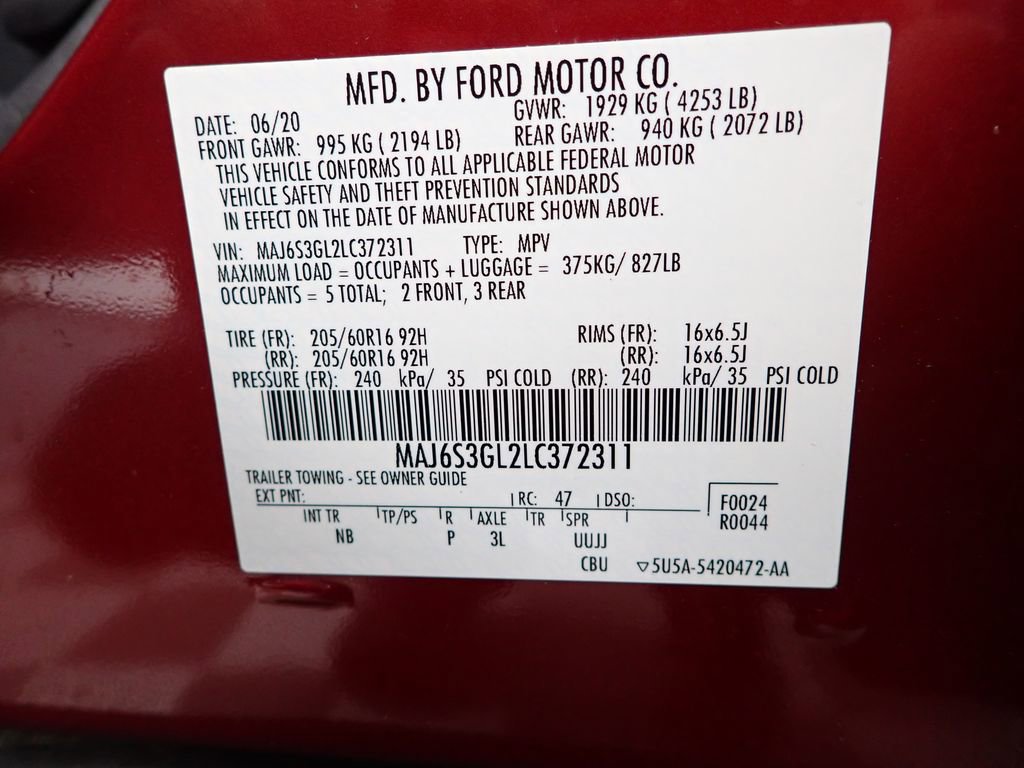 MFD. BY FORD MOTOR CO.
DATE: 06/20 GVWR: 1929 KG ( 4253 LB)
FRONT GAWR: 995 KG ( 2194 LB) REAR GAWR: 940 KG ( 2072 LB)
THIS VEHICLE CONFORMS TO ALL APPLICABLE FEDERAL MOTOR
VEHICLE SAFETY AND THEFT PREVENTION STANDARDS
IN EFFECT ON THE DATE OF MANUFACTURE SHOWN ABOVE.
VIN: MAJ6S3GL2LC372311 TYPE: MPV
MAXIMUM LOAD = OCCUPANTS + LUGGAGE = 375KG/ 827LB
OCCUPANTS = 5 TOTAL; 2 FRONT, 3 REAR
TIRE (FR): 205/60R16 92H RIMS (FR): 16x6.5J
(RR): 205/60R16 92H (RR): 16x6.5J
PRESSURE (FR): 240 kPa/ 35 PSI COLD (RR): 240 kPa/ 35 PSI COLD
MAJ6S3GL2LC372311
TRAILER TOWING - SEE OWNER GUIDE
EXT PNT: RC: 47 DSO: F0024
INT TR TP/PS R AXLE TR SPR R0044
NB P 3L UUJJ
CBU ▽5U5A-5420472-AA